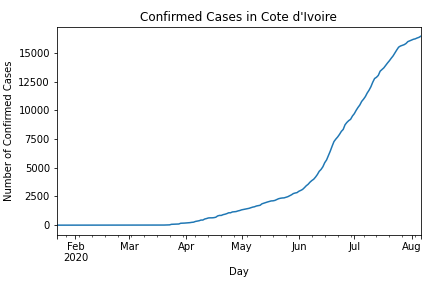 Confirmed Cases in Cote d'Ivoire
Number of Confirmed Cases
15000
12500
10000
7500
5000
2500
0
Feb Mar Apr May Jun Jul Aug
2020
Day